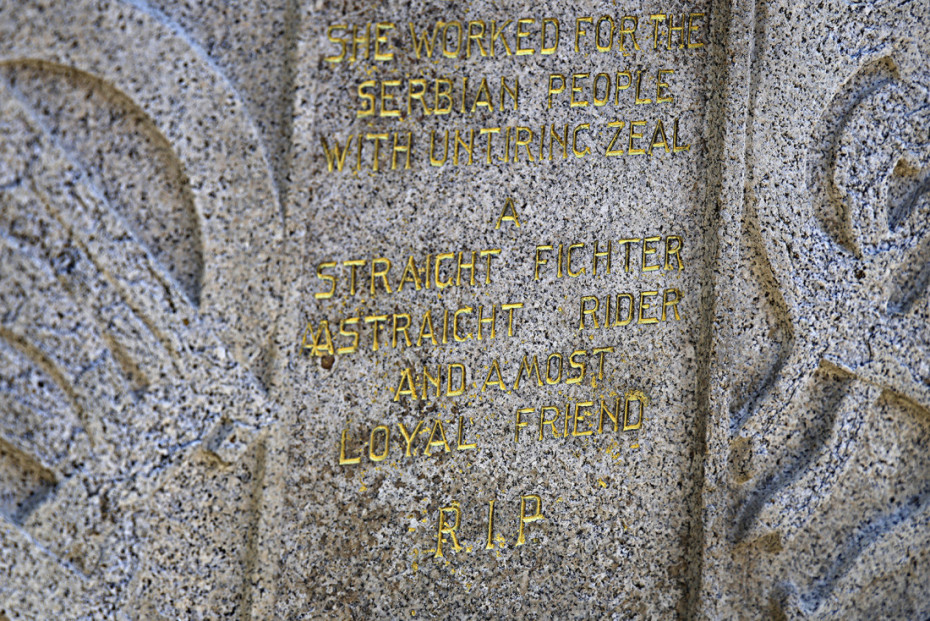 SHE WORKED FOR THE
SERBIAN PEOPLE
WITH UNTIRING ZEAL
A
STRAIGHT FIGHTER
A STRAIGHT RIDER
AND A MOST
LOYAL FRIEND
R.I.P